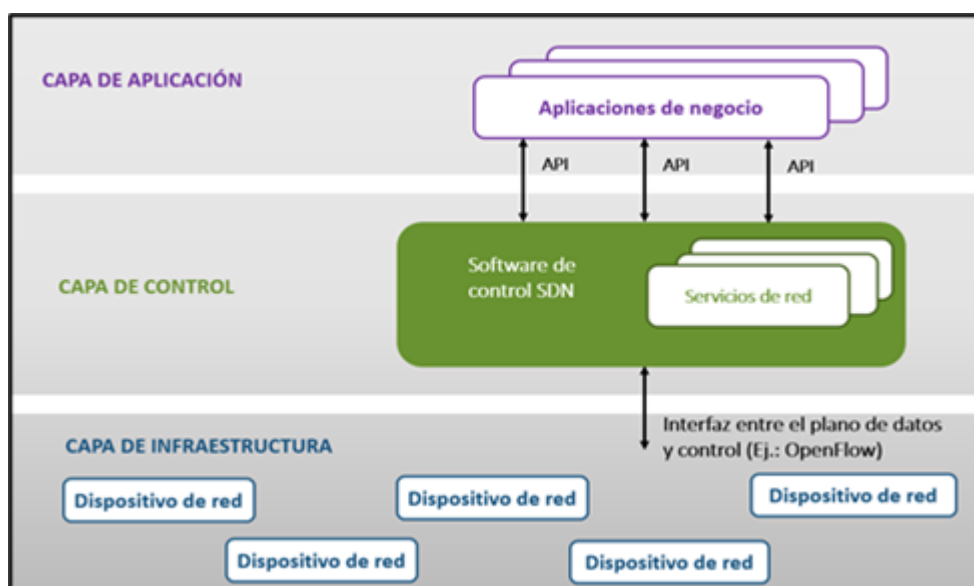 CAPA DE APLICACIÓN
Aplicaciones de negocio
API
API
API
CAPA DE CONTROL
Software de
control SDN
Servicios de red
Interfaz entre el plano de datos
y control (Ej.: OpenFlow)
CAPA DE INFRAESTRUCTURA
Dispositivo de red
Dispositivo de red
Dispositivo de red
Dispositivo de red
Dispositivo de red